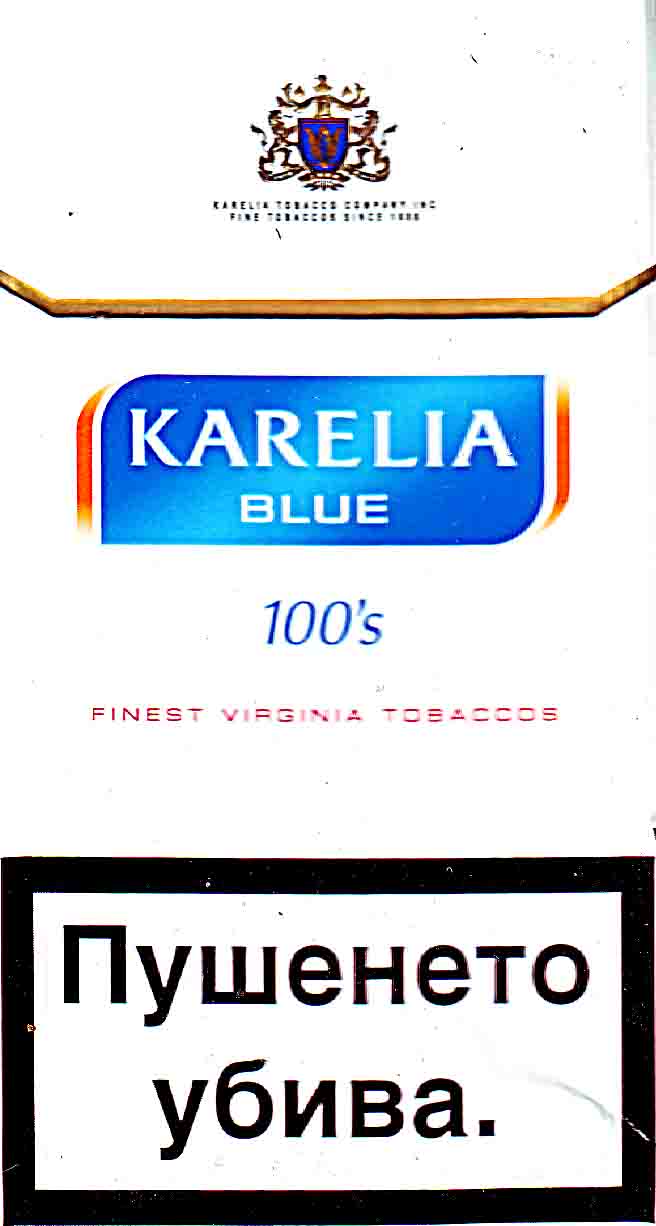 KARELIA TOBACCO COMPANY INC
FINE TOBACCOS SINCE
KARELIA
BLUE
100's
FINEST VIRGINIA TOBACCOS
Пушенето
убива.